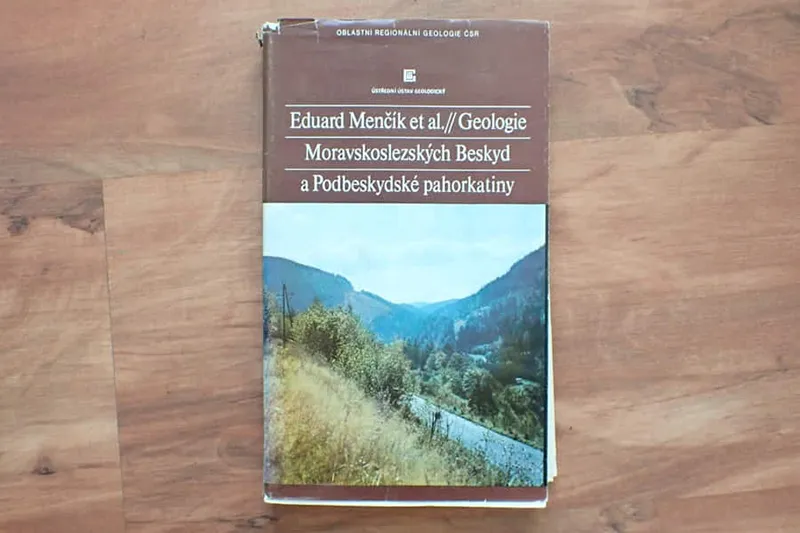 OBLASTNÍ REGIONÁLNÍ GEOLOGIE ČSR
ÚSTŘEDNÍ ÚSTAV GEOLOGICKÝ
Eduard Menčík et al.//Geologie
Moravskoslezských Beskyd
a Podbeskydské pahorkatiny